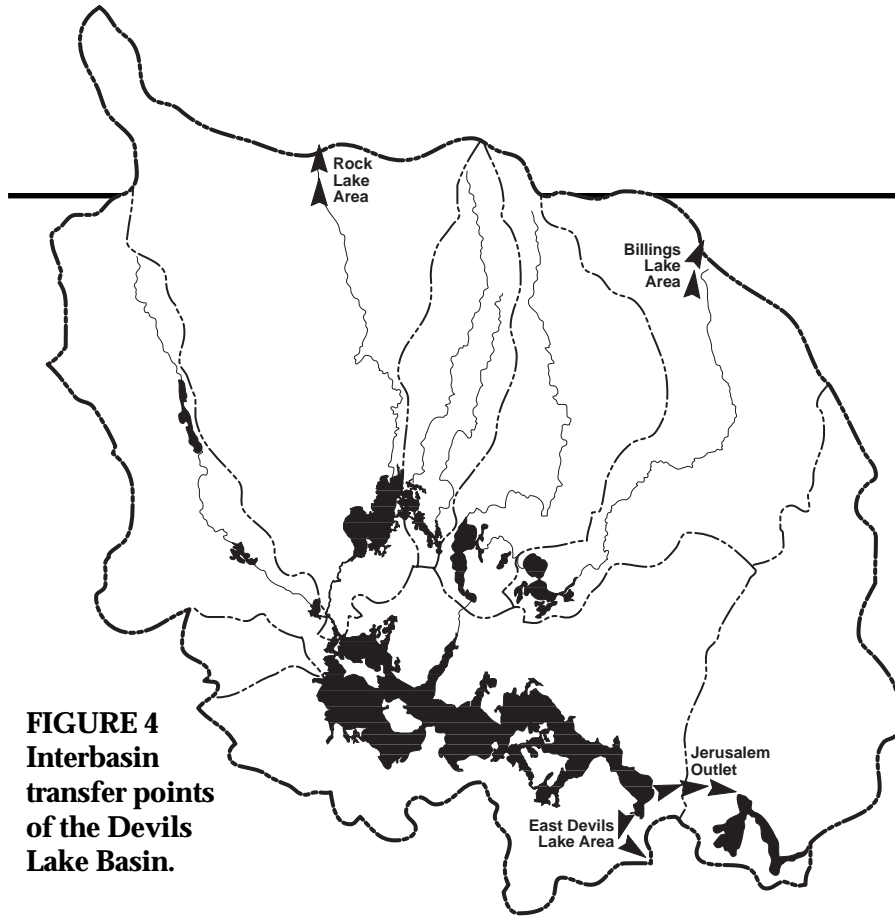 Rock
Lake
Area
Billings
Lake
Area
FIGURE 4
Interbasin
transfer points
of the Devils
Lake Basin.
Jerusalem
Outlet
East Devils
Lake Area